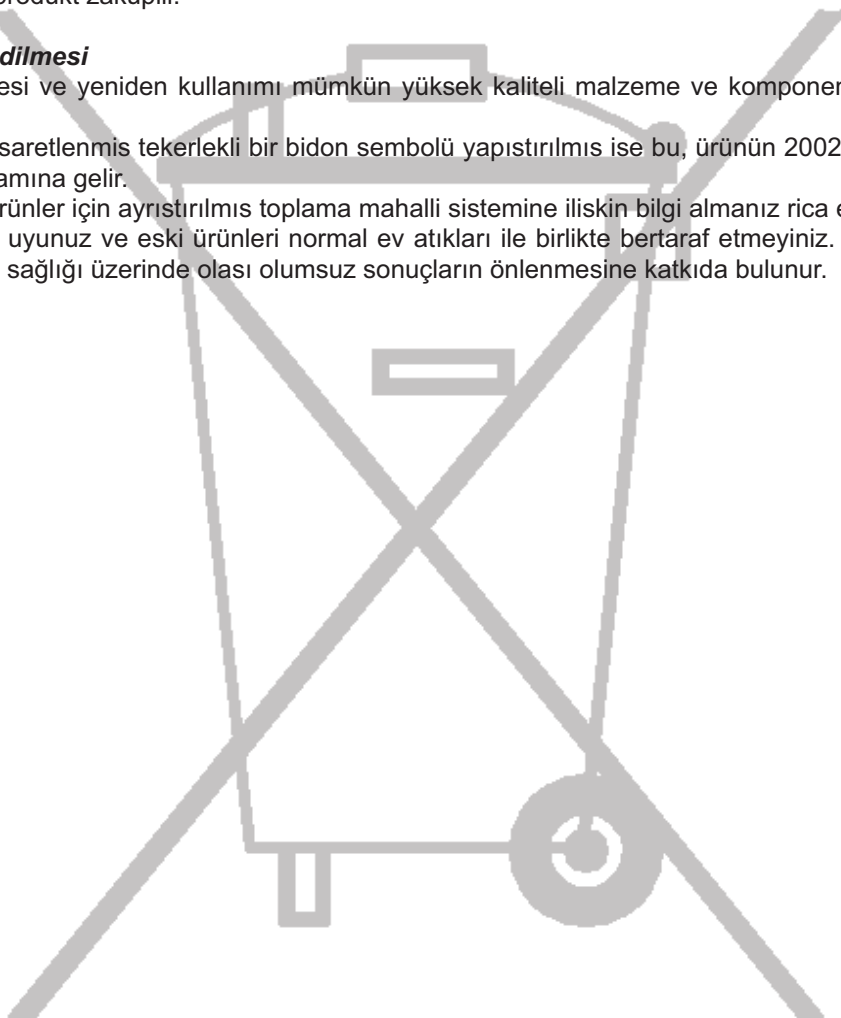 produkt zakupili.
dilmesi
esi ve yeniden kullanımı mümkün yüksek kaliteli malzeme ve komponen
saretlenmis tekerlekli bir bidon sembolü yapıstırılmıs ise bu, ürünün 2002
amına gelir.
rünler için ayrıstırılmıs toplama mahalli sistemine iliskin bilgi almanız rica e
uyunuz ve eski ürünleri normal ev atıkları ile birlikte bertaraf etmeyiniz.
sağlığı üzerinde olası olumsuz sonuçların önlenmesine katkıda bulunur.